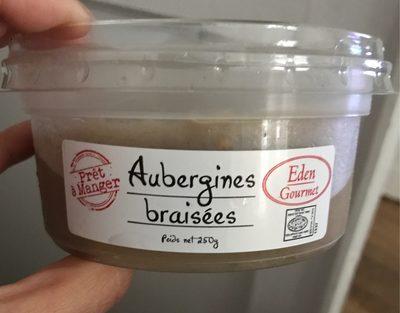 Prêt
à Manger
Aubergines
braisées
Poids net 250g
Eden
Gourmet